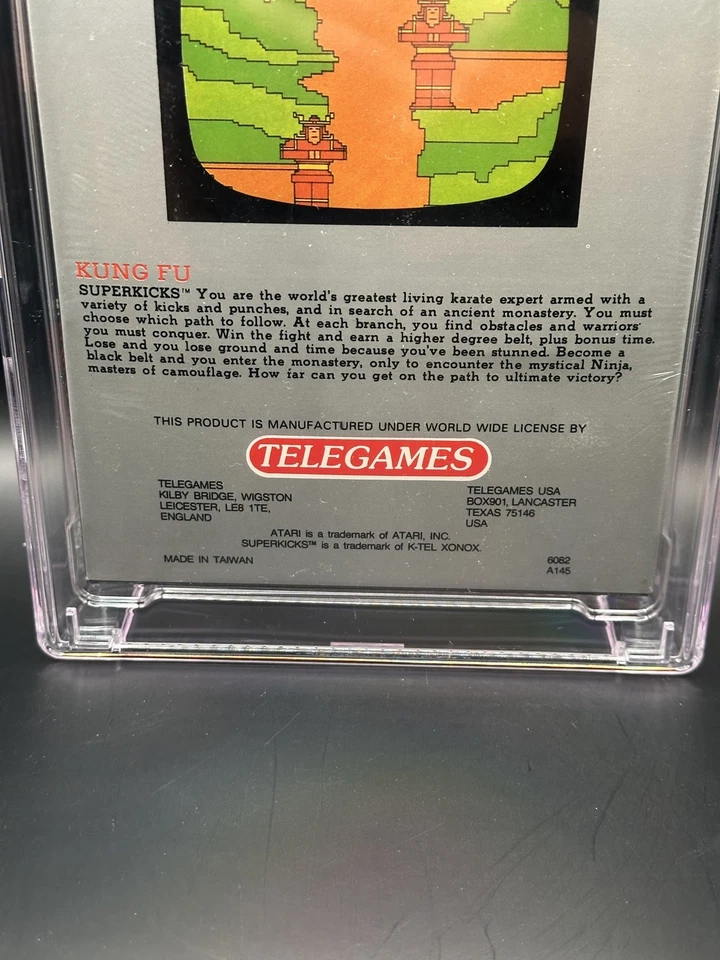 KUNG FU
SUPERKICKS™ You are the world's greatest living karate expert armed with a
variety of kicks and punches, and in search of an ancient monastery. You must
choose which path to follow. At each branch, you find obstacles and warriors
you must conquer. Win the fight and earn a higher degree belt, plus bonus time.
Lose and you lose ground and time because you've been stunned. Become a
black belt and you enter the monastery, only to encounter the mystical Ninja,
masters of camouflage. How far can you get on the path to ultimate victory?
THIS PRODUCT IS MANUFACTURED UNDER WORLD WIDE LICENSE BY
TELEGAMES
TELEGAMES
KILBY BRIDGE, WIGSTON
LEICESTER, LE8 1TE,
ENGLAND
TELEGAMES USA
BOX901, LANCASTER
TEXAS 75146
USA
ATARI is a trademark of ATARI, INC.
SUPERKICKS™ is a trademark of K-TEL XONOX.
MADE IN TAIWAN
6082
A145